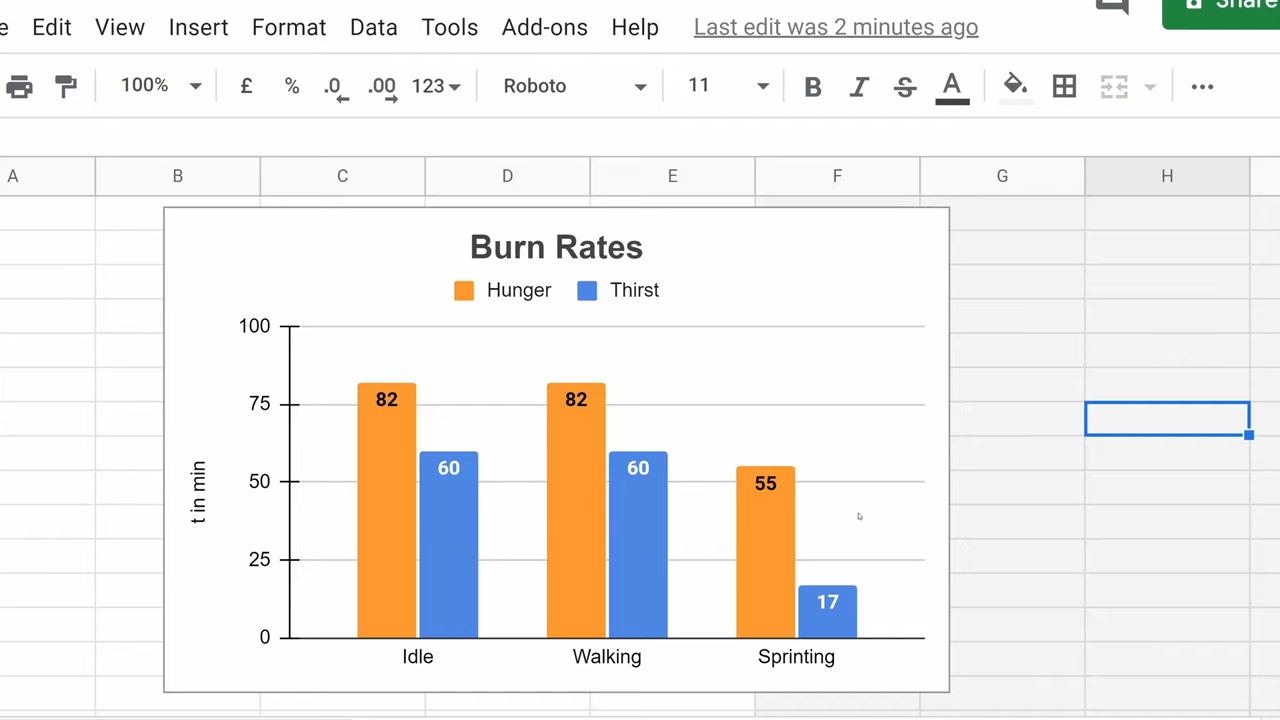 Edit View Insert Format Data Tools Add-ons Help Last edit was 2 minutes ago Share
100% £ % .0 .00 123 Roboto 11 B I S A
A B C D E F G H
Burn Rates
Hunger Thirst
100
75
50
25
0
t in min
82 60
82 60
55 17
Idle Walking Sprinting